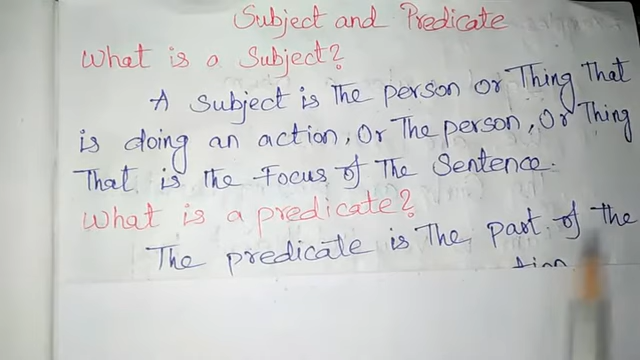 Subject and Predicate
What is a Subject?
A Subject is The person or Thing That
is doing an action, Or The person, Or Thing
That is the Focus of The Sentence.
What is a predicate?
The predicate is The part of the